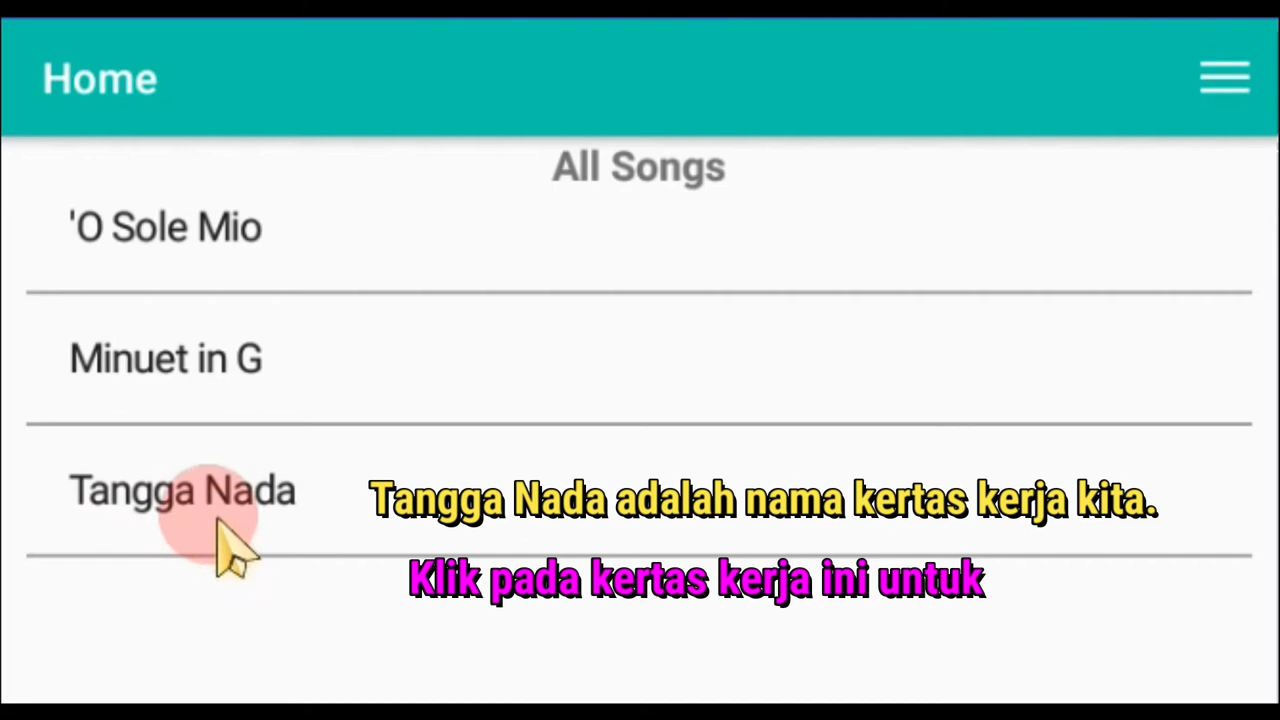 Home
All Songs
'O Sole Mio
Minuet in G
Tangga Nada
Tangga Nada adalah nama kertas kerja kita.
Klik pada kertas kerja ini untuk